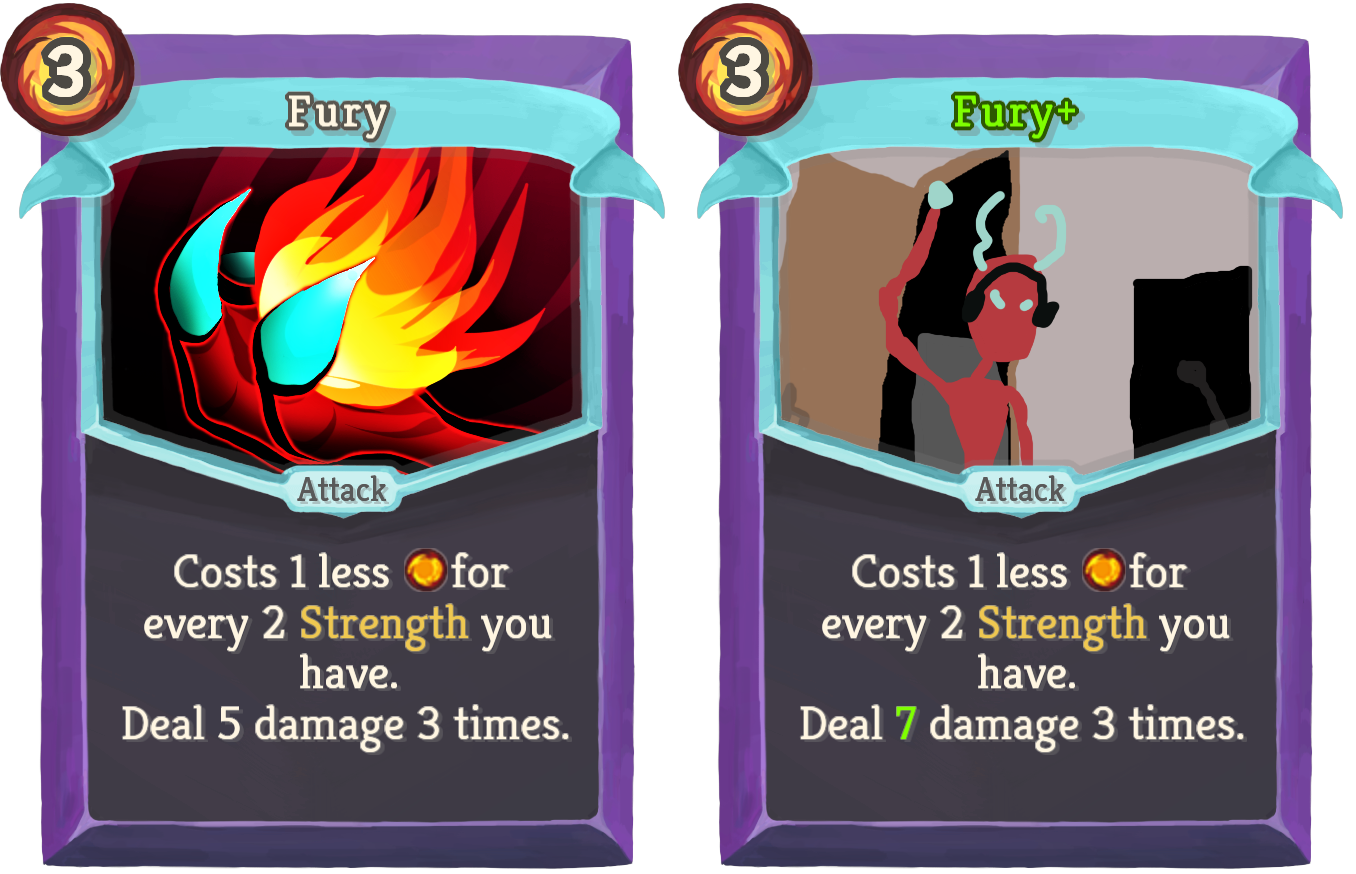 3
Fury
Attack
Costs 1 less for
every 2 Strength you
have.
Deal 5 damage 3 times.
3
Fury+
Attack
Costs 1 less for
every 2 Strength you
have.
Deal 7 damage 3 times.